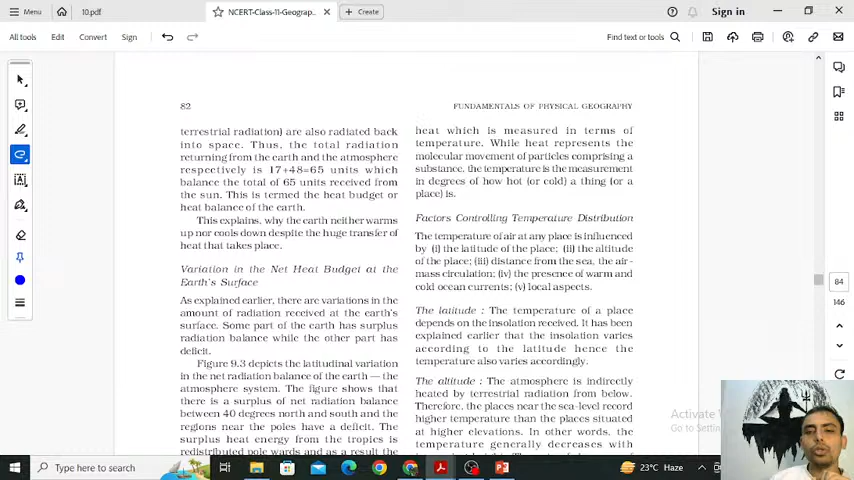 Menu
10.pdf
NCERT-Class-11-Geograp...
Create
Sign in
All tools
Edit
Convert
Sign
Find text or tools
82
FUNDAMENTALS OF PHYSICAL GEOGRAPHY
terrestrial radiation) are also radiated back
into space. Thus, the total radiation
returning from the earth and the atmosphere
respectively is 17+48=65 units which
balance the total of 65 units received from
the sun. This is termed the heat budget or
heat balance of the earth.
This explains, why the earth neither warms
up nor cools down despite the huge transfer of
heat that takes place.
Variation in the Net Heat Budget at the
Earth's Surface
As explained earlier, there are variations in the
amount of radiation received at the earth's
surface. Some part of the earth has surplus
radiation balance while the other part has
deficit.
Figure 9.3 depicts the latitudinal variation
in the net radiation balance of the earth — the
atmosphere system. The figure shows that
there is a surplus of net radiation balance
between 40 degrees north and south and the
regions near the poles have a deficit. The
surplus heat energy from the tropics is
redistributed pole wards and as a result the
heat which is measured in terms of
temperature. While heat represents the
molecular movement of particles comprising a
substance, the temperature is the measurement
in degrees of how hot (or cold) a thing (or a
place) is.
Factors Controlling Temperature Distribution
The temperature of air at any place is influenced
by (i) the latitude of the place; (ii) the altitude
of the place; (iii) distance from the sea, the air-
mass circulation; (iv) the presence of warm and
cold ocean currents; (v) local aspects.
The latitude : The temperature of a place
depends on the insolation received. It has been
explained earlier that the insolation varies
according to the latitude hence the
temperature also varies accordingly.
The altitude : The atmosphere is indirectly
heated by terrestrial radiation from below.
Therefore, the places near the sea-level record
higher temperature than the places situated
at higher elevations. In other words, the
temperature generally decreases with
84
146
Activate
Go to Setting
Type here to search
23°C Haze